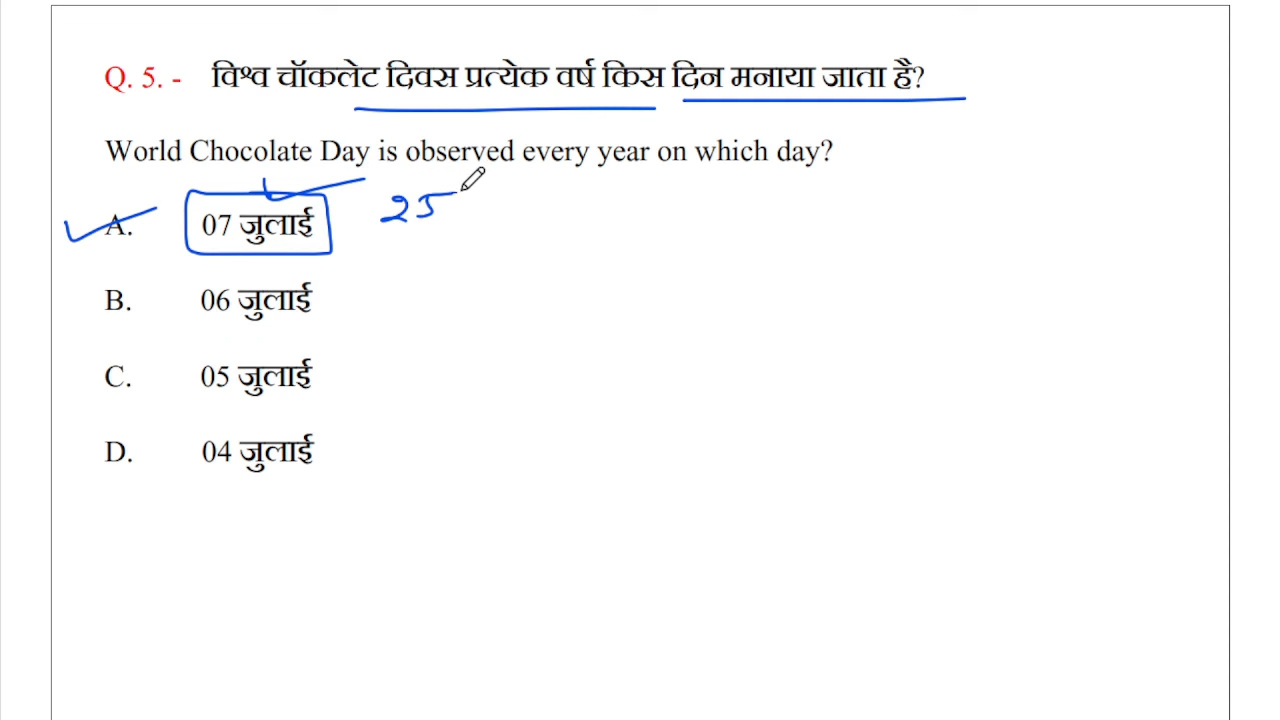 Q. 5. - विश्व चॉकलेट दिवस प्रत्येक वर्ष किस दिन मनाया जाता है?
World Chocolate Day is observed every year on which day?
A. 07 जुलाई 25
B. 06 जुलाई
C. 05 जुलाई
D. 04 जुलाई